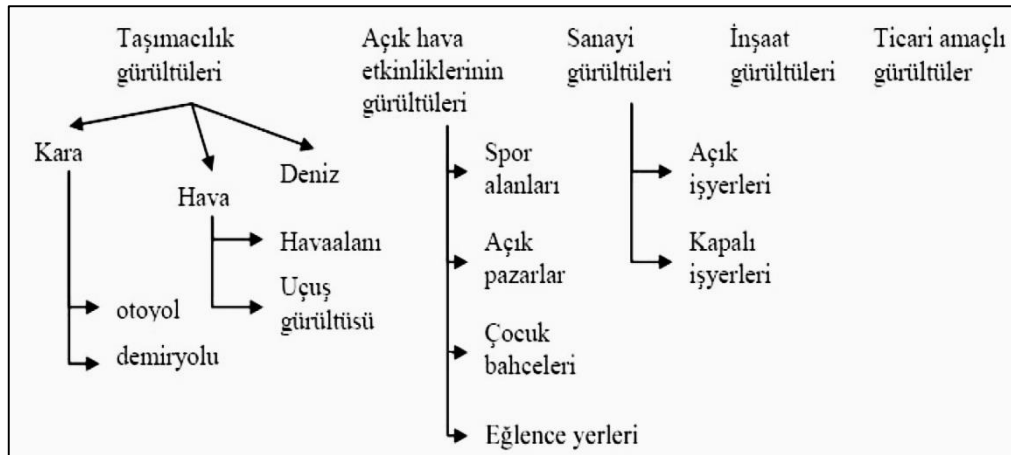 Taşımacılık
gürültüleri
Kara
Hava
Deniz
Havaalanı
Uçuş
gürültüsü
otoyol
demiryolu
Açık hava
etkinliklerinin
gürültüleri
Spor
alanları
Açık
pazarlar
Çocuk
bahceleri
Eğlence yerleri
Sanayi
gürültüleri
Açık
işyerleri
Kapalı
işyerleri
İnşaat
gürültüleri
Ticari amaçlı
gürültüler